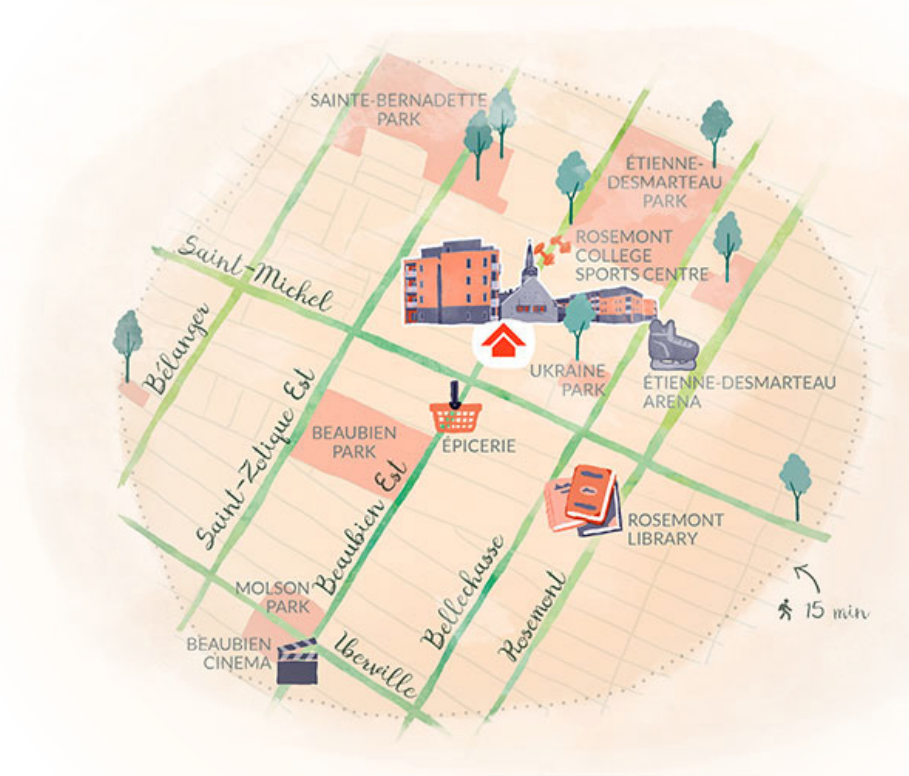 SAINTE-BERNADETTE
PARK
ÉTIENNE-
DESMARTEAU
PARK
ROSEMONT
COLLEGE
SPORTS CENTRE
Saint-Michel
Bélanger
UKRAINE
PARK
ÉTIENNE-DESMARTEAU
ARENA
Saint-Zotique Est
BEAUBIEN
PARK
ÉPICERIE
Beaubien Est
ROSEMONT
LIBRARY
Bellechasse
Rosemont
MOLSON
PARK
15 min
BEAUBIEN
CINEMA
Iberville